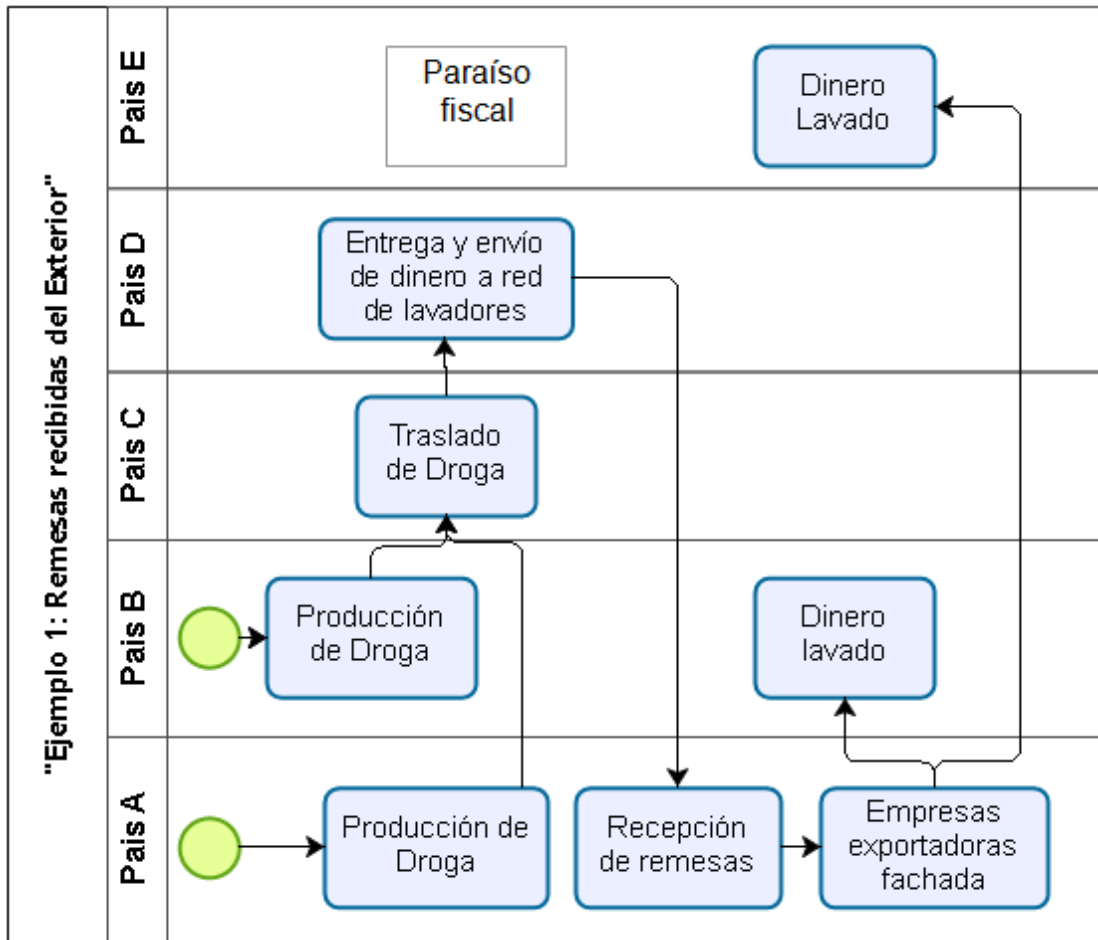 "Ejemplo 1: Remesas recibidas del Exterior"
Pais E
Paraíso
fiscal
Dinero
Lavado
Pais D
Entrega y envío
de dinero a red
de lavadores
Pais C
Traslado
de Droga
Pais B
Producción
de Droga
Dinero
lavado
Pais A
Producción de
Droga
Recepción
de remesas
Empresas
exportadoras
fachada